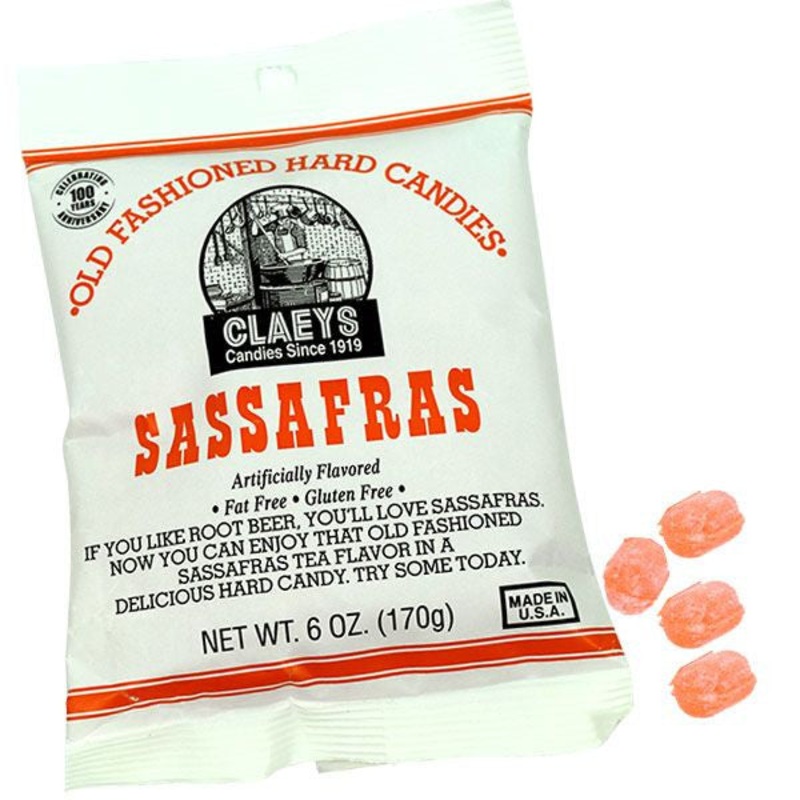 •OLD FASHIONED HARD CANDIES•
CELEBRATING
100
YEARS
ANNIVERSARY
CLAEYS
Candies Since 1919
SASSAFRAS
Artificially Flavored
• Fat Free • Gluten Free •
IF YOU LIKE ROOT BEER, YOU'LL LOVE SASSAFRAS.
NOW YOU CAN ENJOY THAT OLD FASHIONED
SASSAFRAS TEA FLAVOR IN A
DELICIOUS HARD CANDY. TRY SOME TODAY.
MADE IN
U.S.A.
NET WT. 6 OZ. (170g)